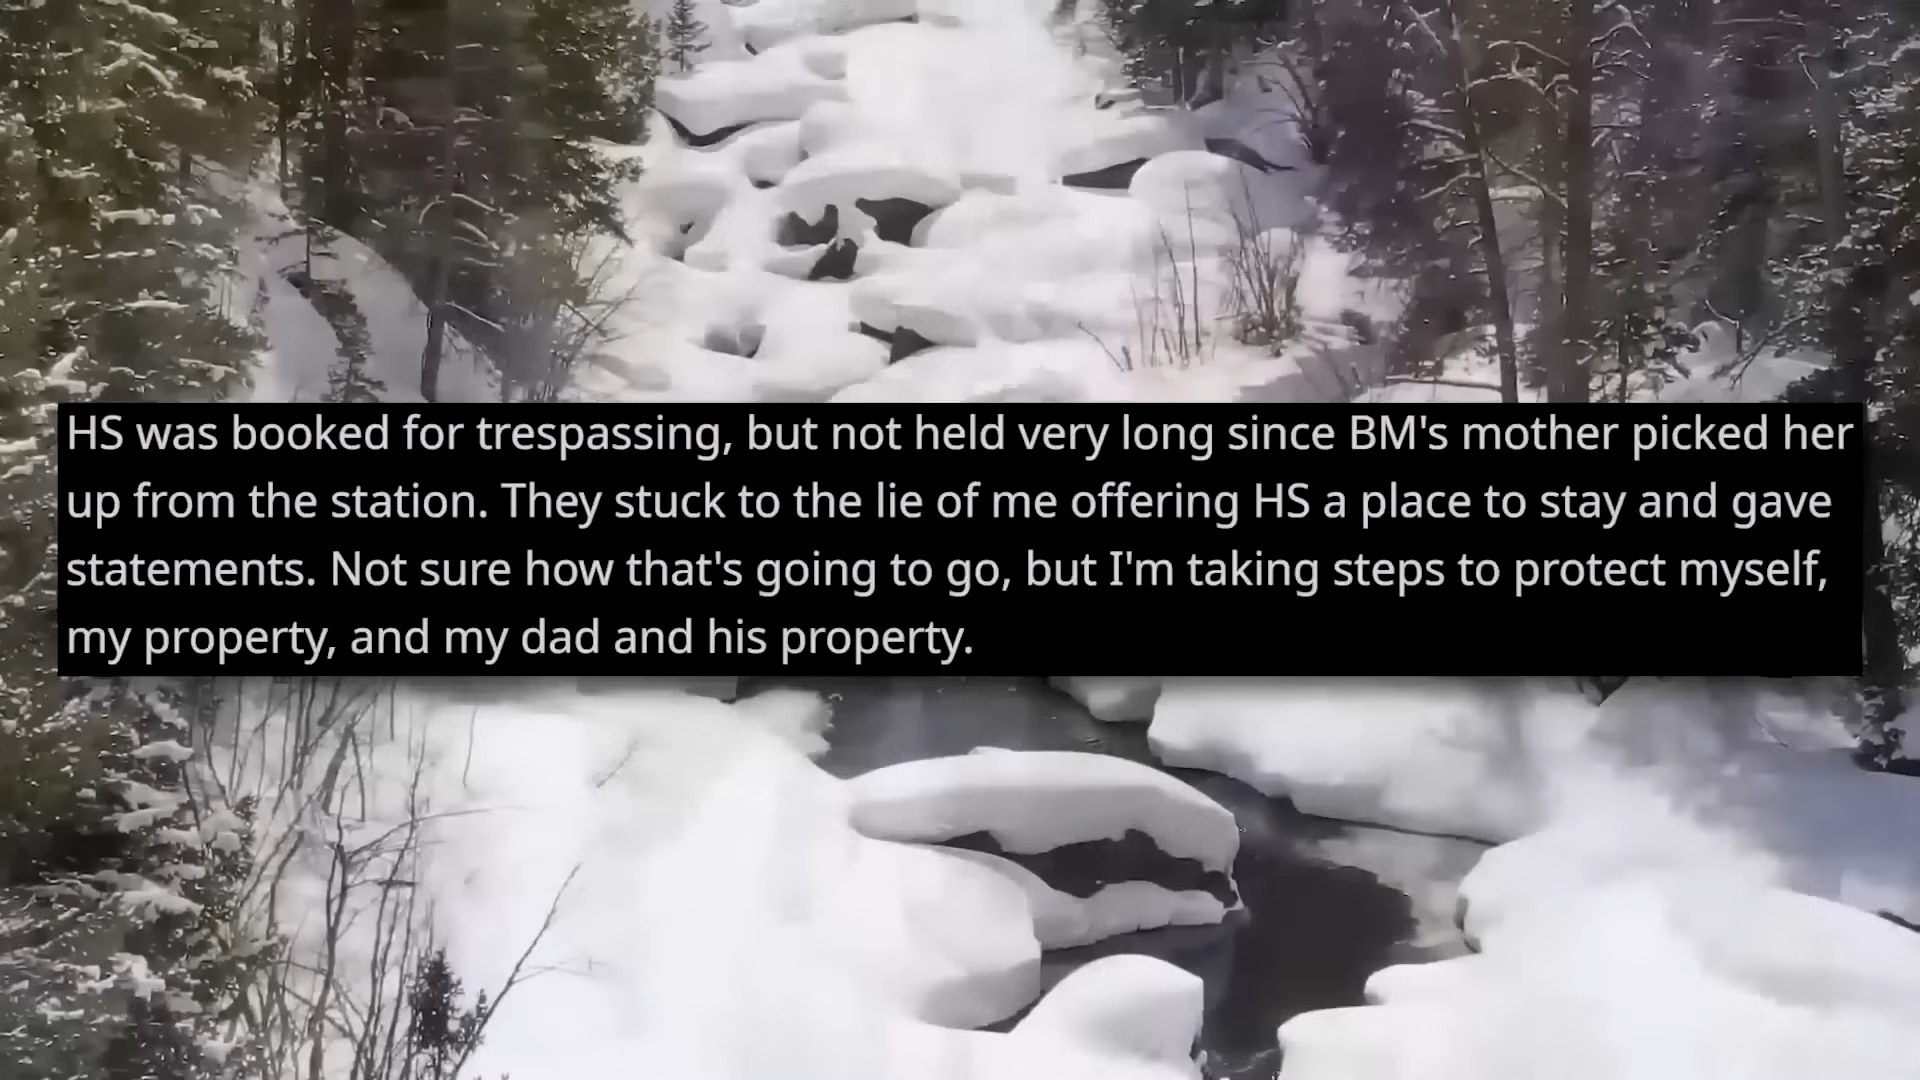 HS was booked for trespassing, but not held very long since BM's mother picked her
up from the station. They stuck to the lie of me offering HS a place to stay and gave
statements. Not sure how that's going to go, but I'm taking steps to protect myself,
my property, and my dad and his property.